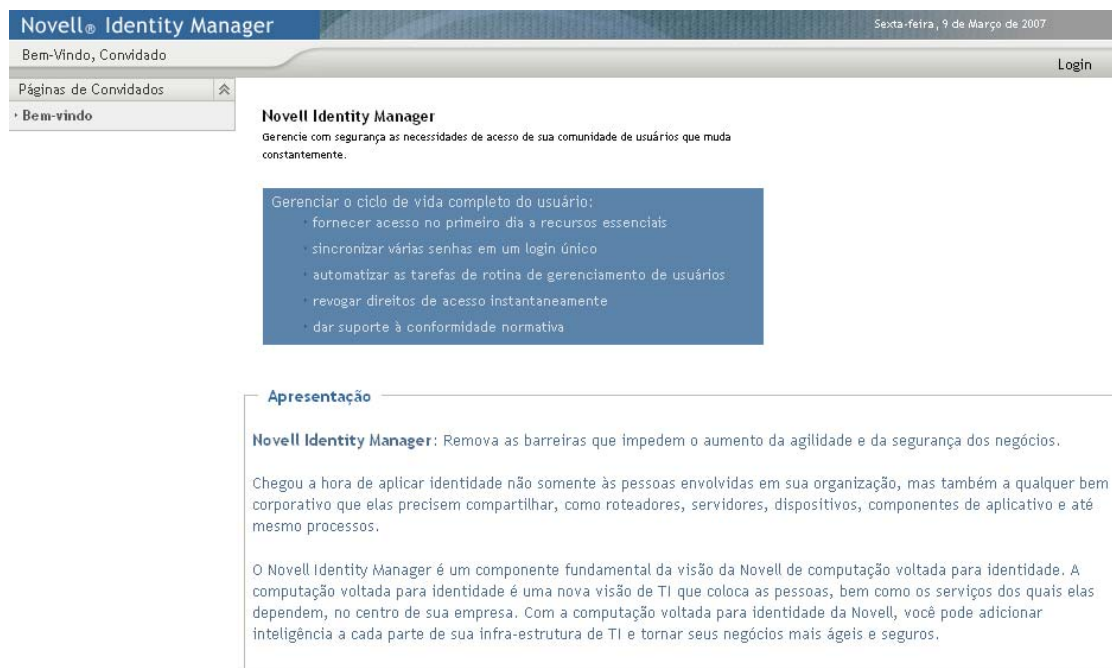 Novell® Identity Manager
Sexta-feira, 9 de Março de 2007
Bem-Vindo, Convidado
Login
Páginas de Convidados
Bem-vindo
Novell Identity Manager
Gerencie com segurança as necessidades de acesso de sua comunidade de usuários que muda
constantemente.
Gerenciar o ciclo de vida completo do usuário:
fornecer acesso no primeiro dia a recursos essenciais
sincronizar várias senhas em um login único
automatizar as tarefas de rotina de gerenciamento de usuários
revogar direitos de acesso instantaneamente
dar suporte à conformidade normativa
Apresentação
Novell Identity Manager: Remova as barreiras que impedem o aumento da agilidade e da segurança dos negócios.
Chegou a hora de aplicar identidade não somente às pessoas envolvidas em sua organização, mas também a qualquer bem
corporativo que elas precisem compartilhar, como roteadores, servidores, dispositivos, componentes de aplicativo e até
mesmo processos.
O Novell Identity Manager é um componente fundamental da visão da Novell de computação voltada para identidade. A
computação voltada para identidade é uma nova visão de TI que coloca as pessoas, bem como os serviços dos quais elas
dependem, no centro de sua empresa. Com a computação voltada para identidade da Novell, você pode adicionar
inteligência a cada parte de sua infra-estrutura de TI e tornar seus negócios mais ágeis e seguros.